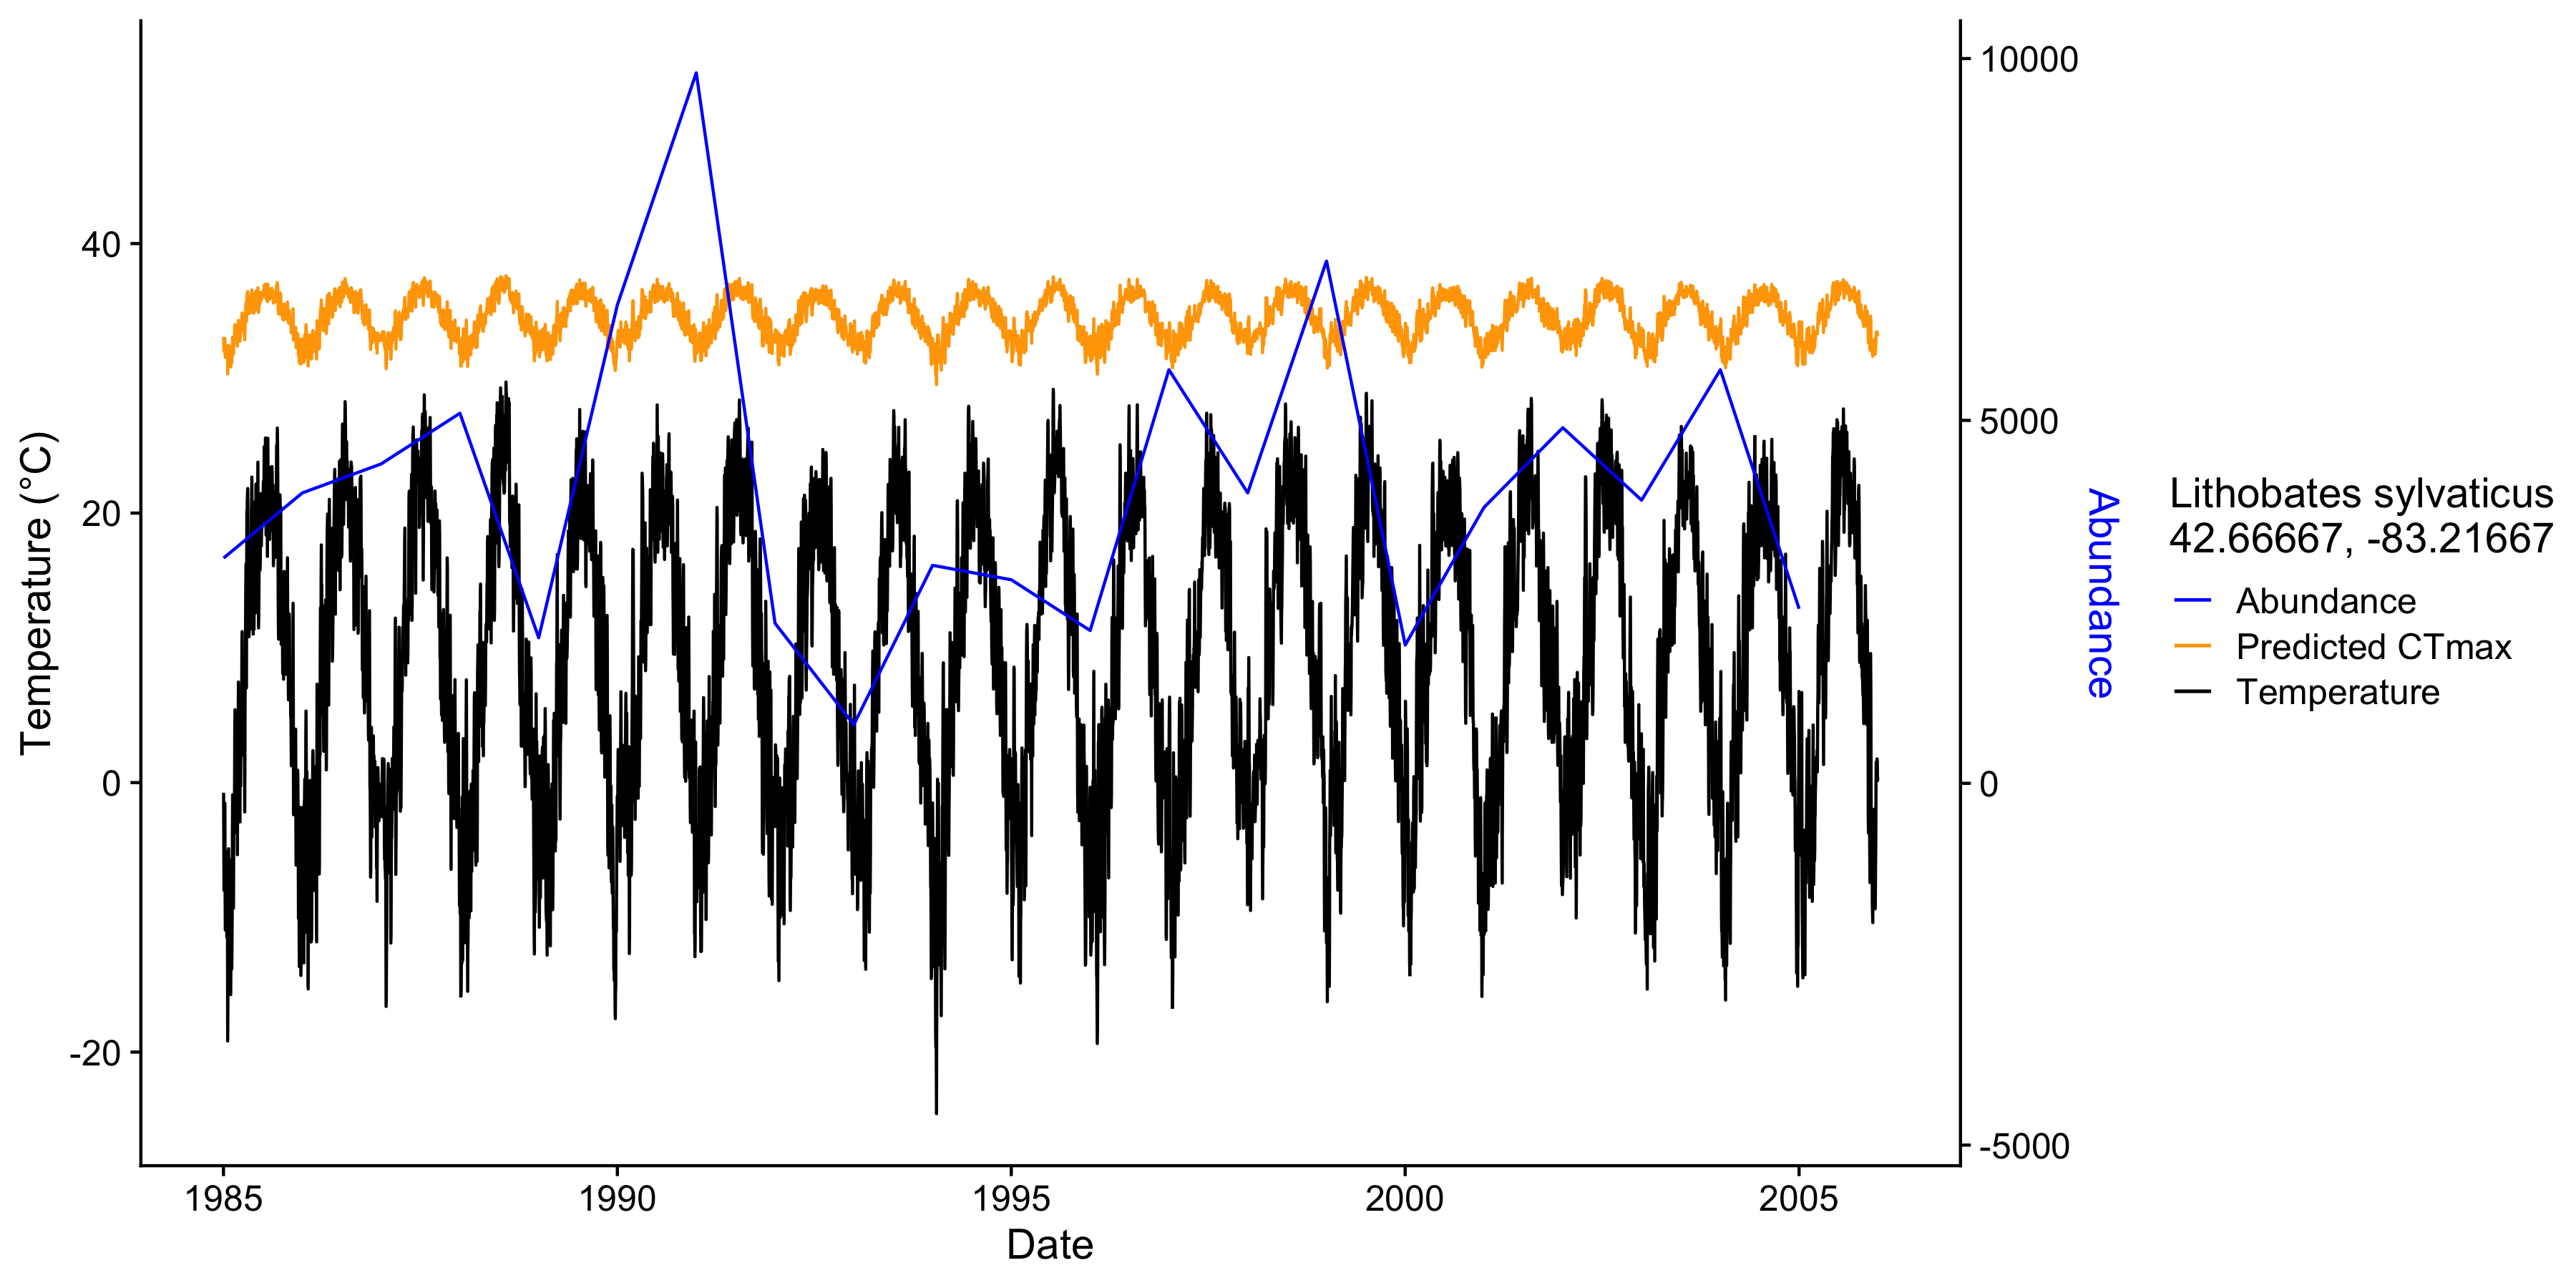 Temperature (°C)
40
20
0
-20
1985
1990
1995
2000
2005
Date
10000
5000
0
-5000
Abundance
Lithobates sylvaticus
42.66667, -83.21667
Abundance
Predicted CTmax
Temperature